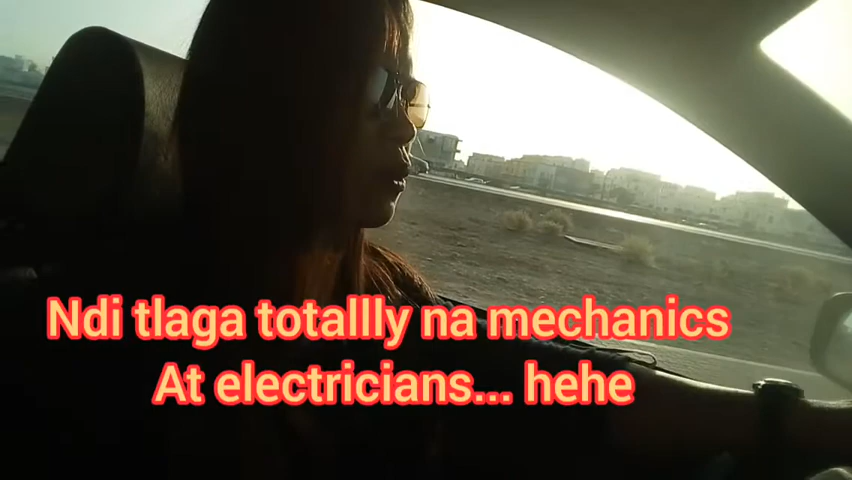 Ndi tlaga totallly na mechanics
At electricians... hehe